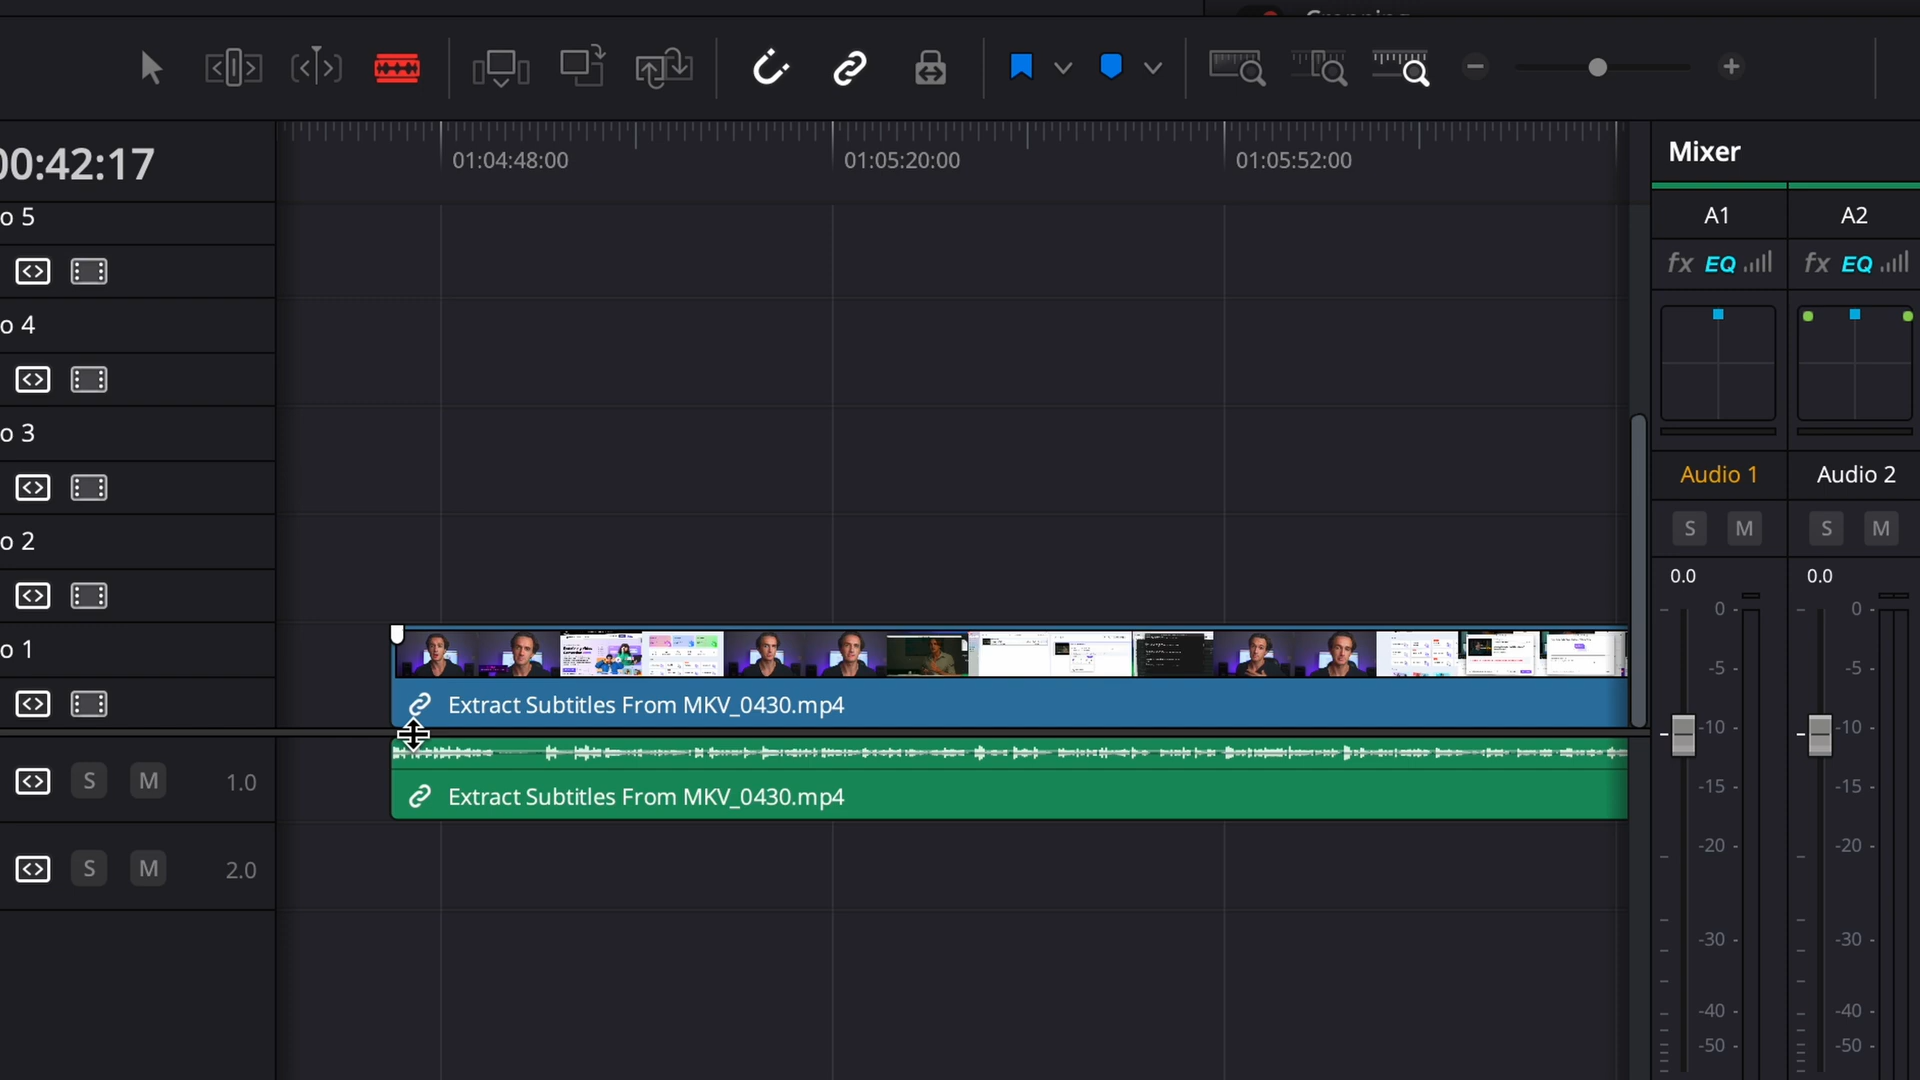 01:04:48:00 01:05:20:00 01:05:52:00
00:42:17
Mixer
A1 A2
fx EQ fx EQ
Audio 1 Audio 2
S M S M
0.0 0.0
0 0
-5 -5
-10 -10
-15 -15
-20 -20
-30 -30
-40 -40
-50 -50
o 5
o 4
o 3
o 2
o 1
Extract Subtitles From MKV_0430.mp4
S M 1.0
Extract Subtitles From MKV_0430.mp4
S M 2.0